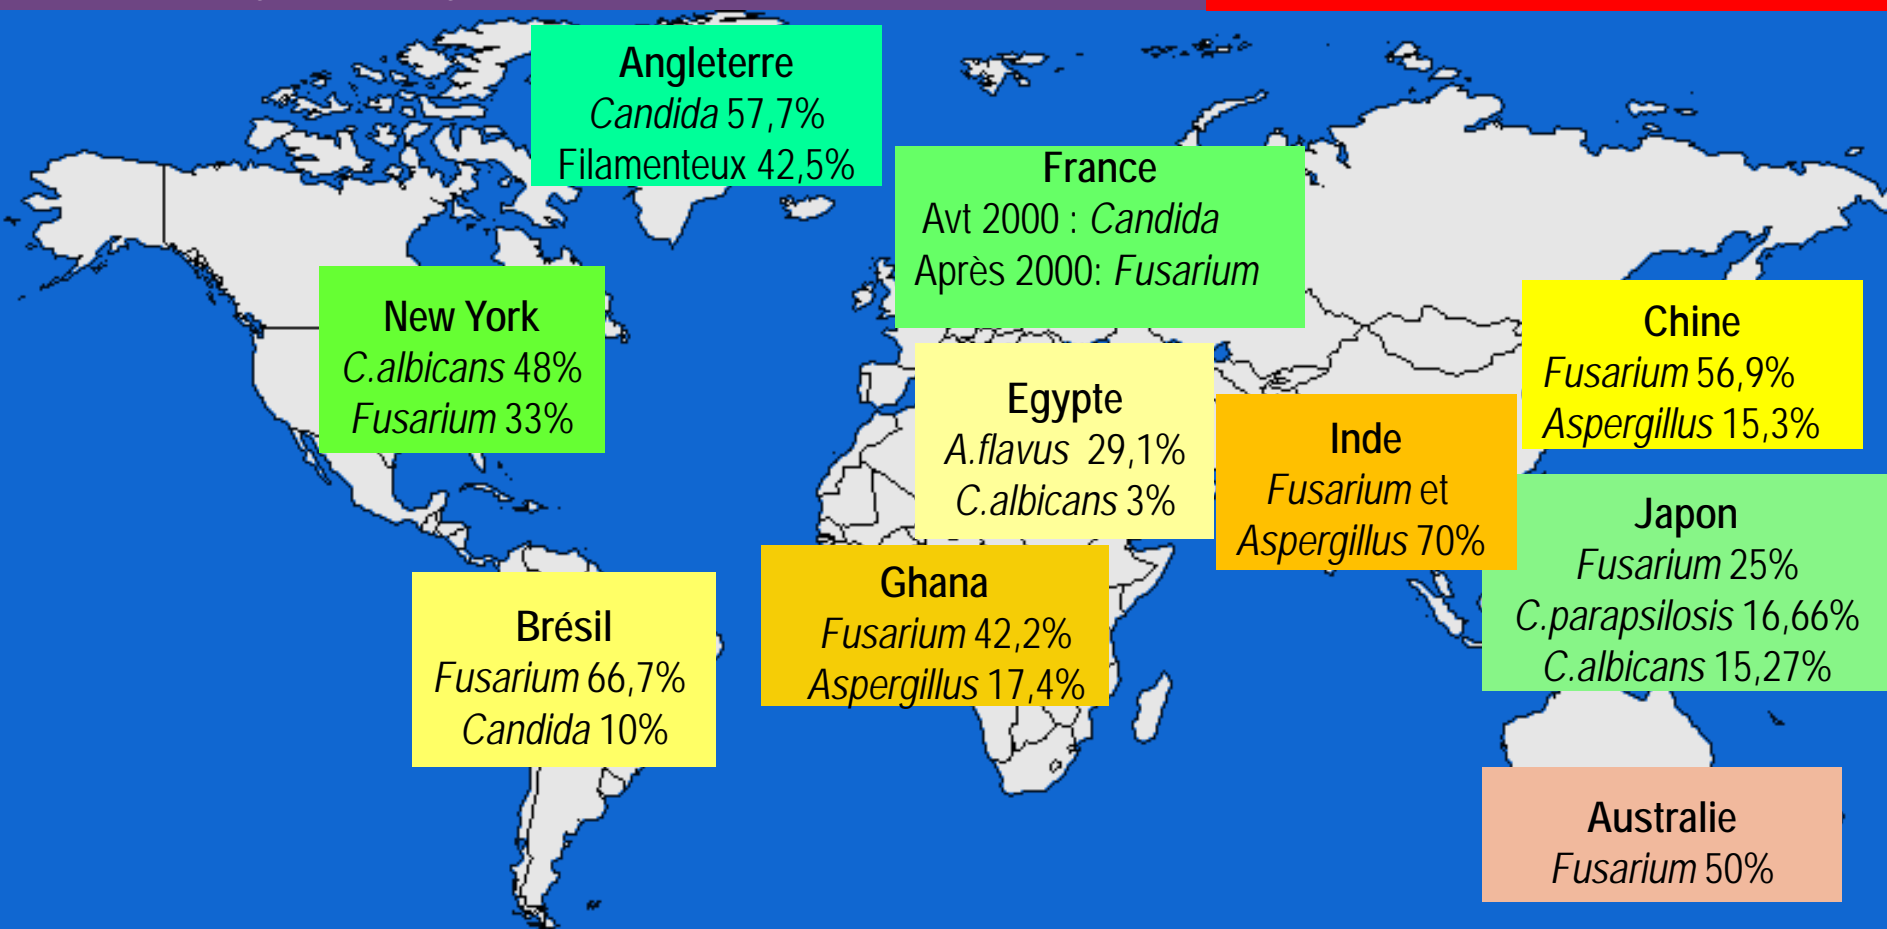 Angleterre
Candida 57,7%
Filamenteux 42,5%
France
Avt 2000 : Candida
Après 2000: Fusarium
New York
C.albicans 48%
Fusarium 33%
Chine
Fusarium 56,9%
Aspergillus 15,3%
Egypte
A.flavus 29,1%
C.albicans 3%
Inde
Fusarium et
Aspergillus 70%
Japon
Fusarium 25%
C.parapsilosis 16,66%
C.albicans 15,27%
Ghana
Fusarium 42,2%
Aspergillus 17,4%
Brésil
Fusarium 66,7%
Candida 10%
Australie
Fusarium 50%